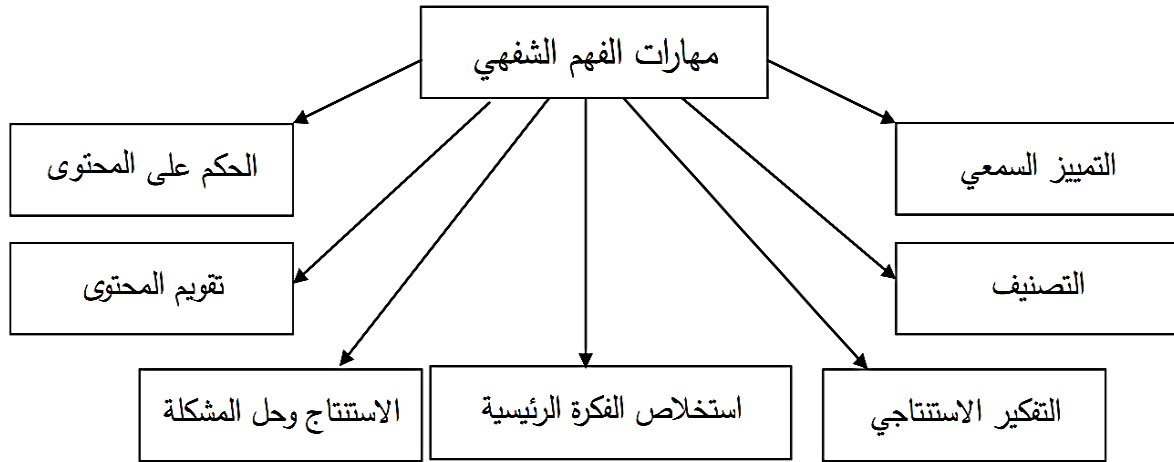 مهارات الفهم الشفهي
التمييز السمعي
الحكم على المحتوى
التصنيف
تقويم المحتوى
التفكير الاستنتاجي
استخلاص الفكرة الرئيسية
الاستنتاج وحل المشكلة